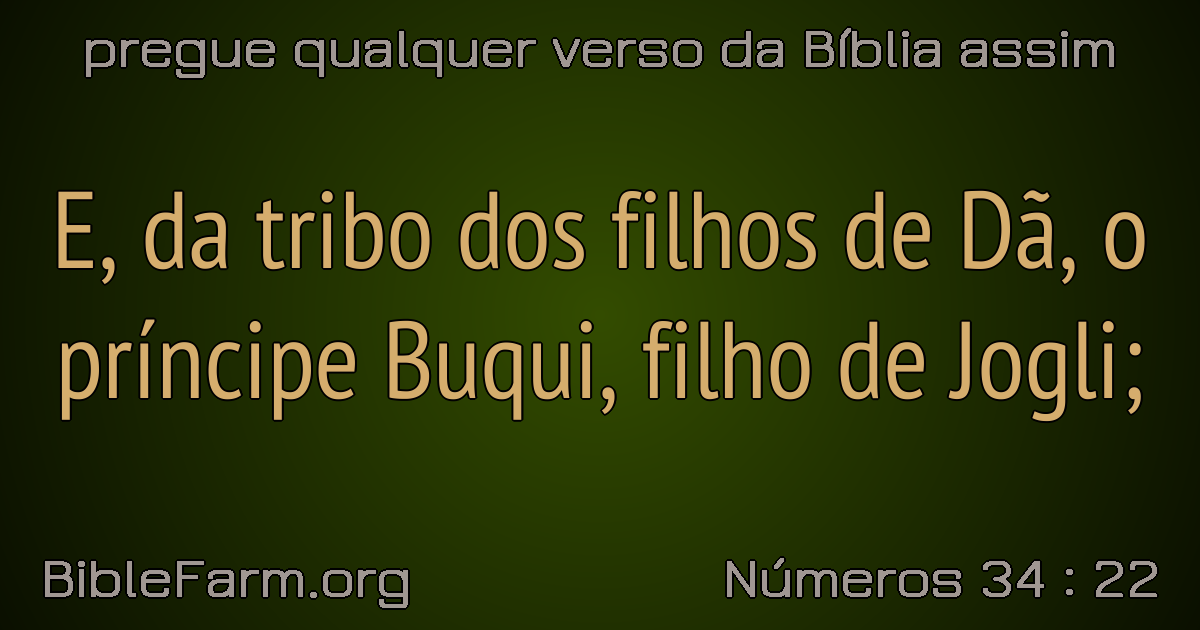 pregue qualquer verso da Bíblia assim
E, da tribo dos filhos de Dã, o
príncipe Buqui, filho de Jogli;
BibleFarm.org
Números 34 : 22